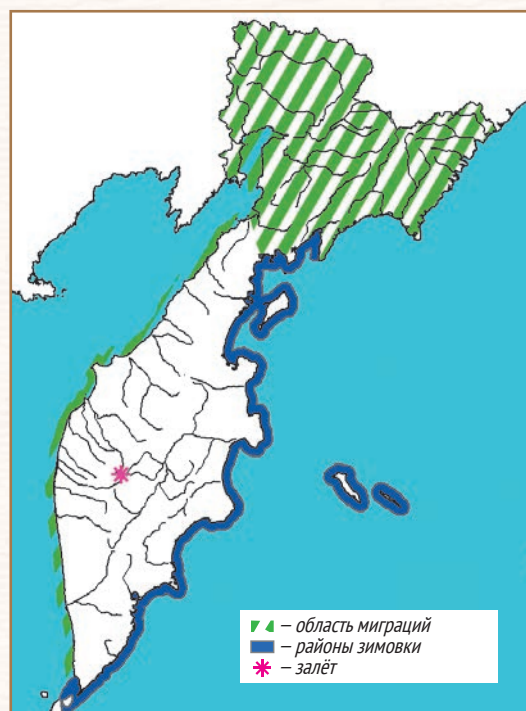 – область миграций
– районы зимовки
– залёт